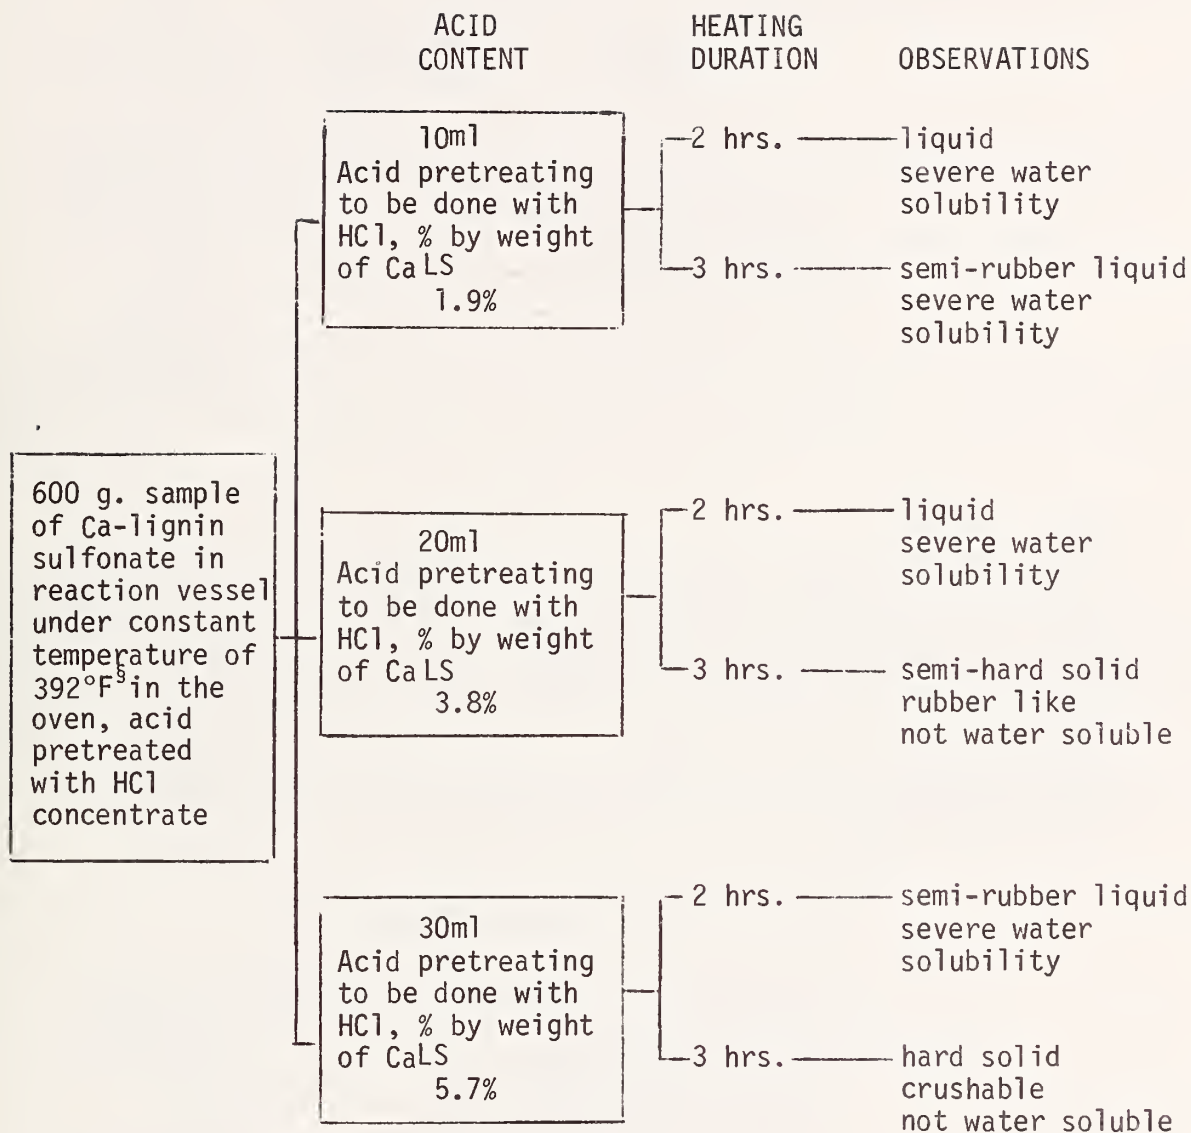 ACID
CONTENT
HEATING
DURATION
OBSERVATIONS
600 g. sample
of Ca-lignin
sulfonate in
reaction vessel
under constant
temperature of
392°F§ in the
oven, acid
pretreated
with HCl
concentrate
10ml
Acid pretreating
to be done with
HCl, % by weight
of CaLS
1.9%
2 hrs.
liquid
severe water
solubility
3 hrs.
semi-rubber liquid
severe water
solubility
20ml
Acid pretreating
to be done with
HCl, % by weight
of CaLS
3.8%
2 hrs.
liquid
severe water
solubility
3 hrs.
semi-hard solid
rubber like
not water soluble
30ml
Acid pretreating
to be done with
HCl, % by weight
of CaLS
5.7%
2 hrs.
semi-rubber liquid
severe water
solubility
3 hrs.
hard solid
crushable
not water soluble